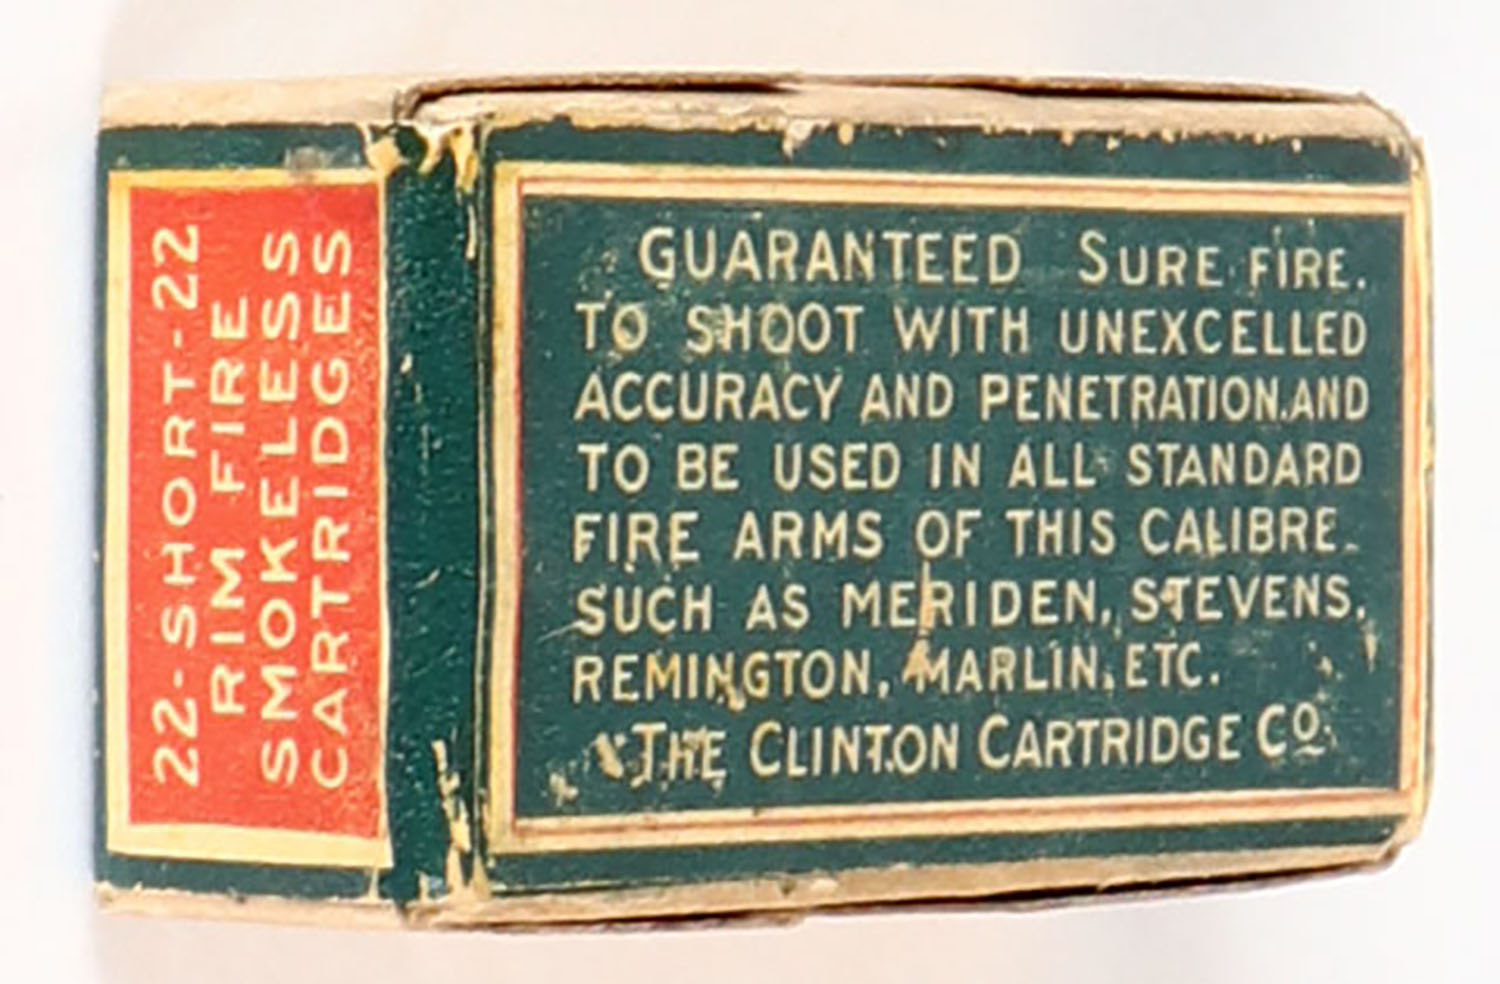 22-SHORT-22
RIM FIRE
SMOKELESS
CARTRIDGES
GUARANTEED SURE FIRE.
TO SHOOT WITH UNEXCELLED
ACCURACY AND PENETRATION.AND
TO BE USED IN ALL STANDARD
FIRE ARMS OF THIS CALIBRE.
SUCH AS MERIDEN, STEVENS,
REMINGTON, MARLIN, ETC.
THE CLINTON CARTRIDGE CO.